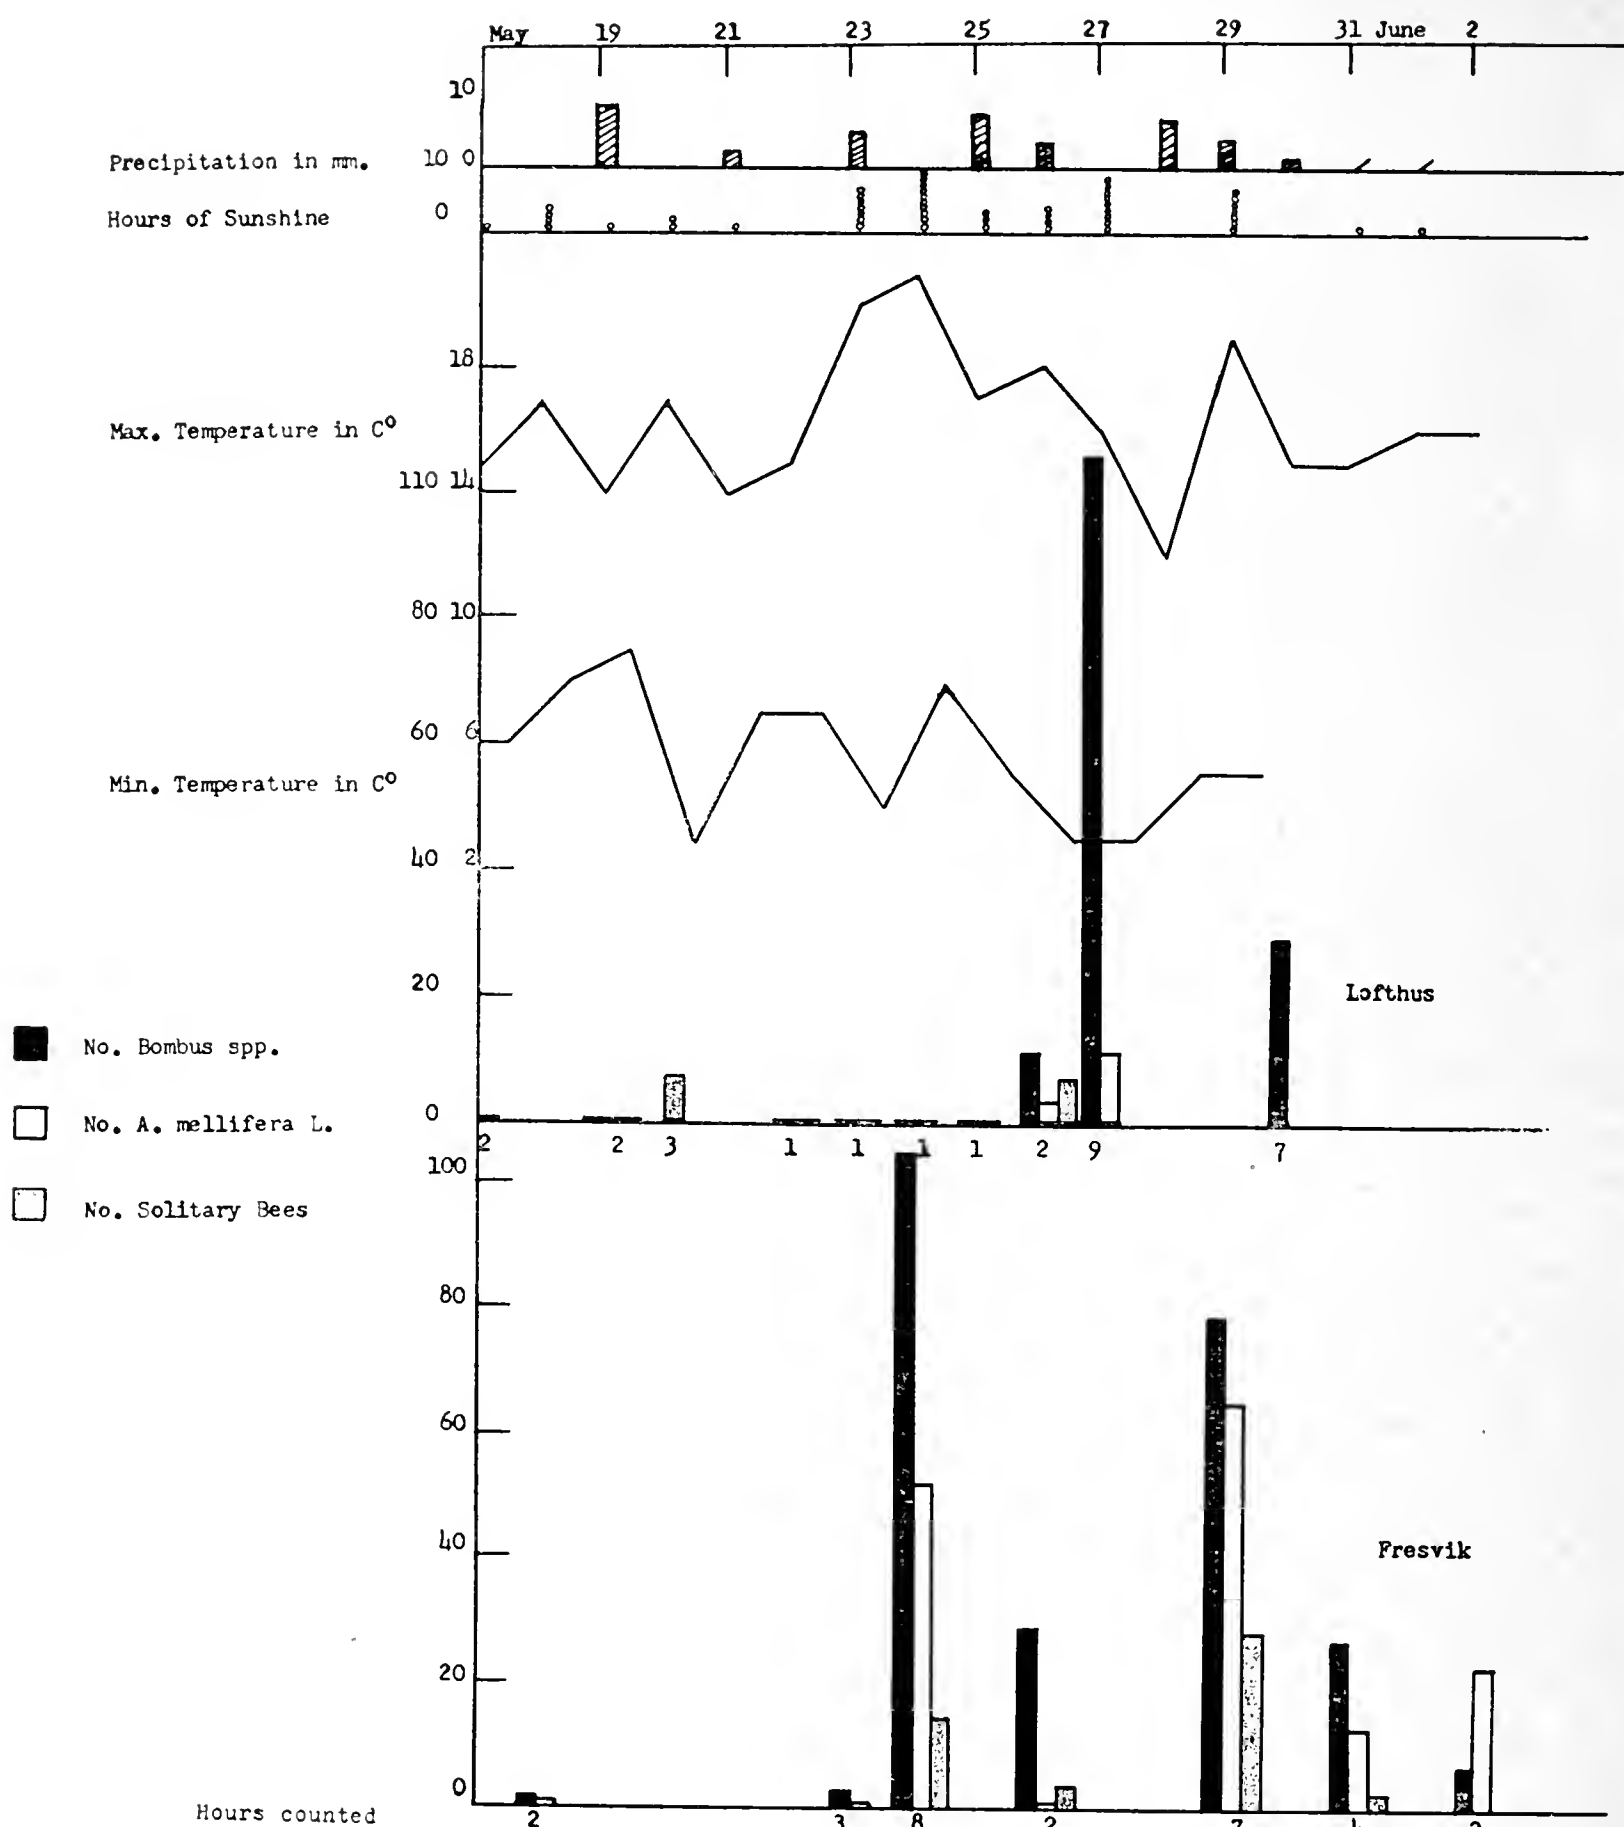 May 19 21 23 25 27 29 31 June 2
10
Precipitation in mm. 10 0
Hours of Sunshine 0
18
Max. Temperature in C°
110 14
80 10
60 6
Min. Temperature in C°
40 2
20 Lofthus
No. Bombus spp.
0
No. A. mellifera L.
2 2 3 1 1 1 1 2 9 7
100
No. Solitary Bees
80
60
40 Fresvik
20
0
Hours counted 2 3 8 2 7